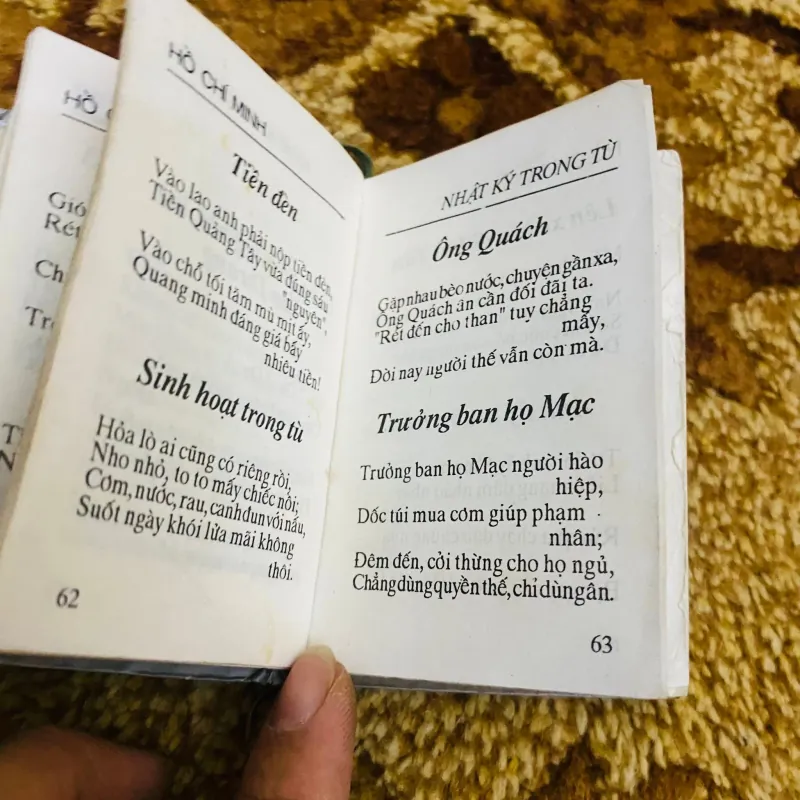 HỒ C
Gió
Rét
Ch
Tr
T
N
HỒ CHÍ MINH
Tiền đèn
Vào lao anh phải nộp tiền đèn,
Tiền Quảng Tây vừa đúng sáu
"nguyên",
Vào chỗ tối tăm mù mịt ấy,
Quang minh đáng giá bấy
nhiêu tiền!
Sinh hoạt trong tù
Hỏa lò ai cũng có riêng rồi,
Nho nhỏ, to to mấy chiếc nồi;
Cơm, nước, rau, canh đun với nấu,
Suốt ngày khói lửa mãi không
thôi.
62
NHẬT KÝ TRONG TÙ
Ông Quách
Gặp nhau bèo nước, chuyện gần xa,
Ông Quách ân cần đối đãi ta.
"Rét đến cho than" tuy chẳng
mấy,
Đời nay người thế vẫn còn mà.
Trưởng ban họ Mạc
Trưởng ban họ Mạc người hào
hiệp,
Dốc túi mua cơm giúp phạm
nhân;
Đêm đến, cởi thừng cho họ ngủ,
Chẳng dùng quyền thế, chỉ dùng ân.
63